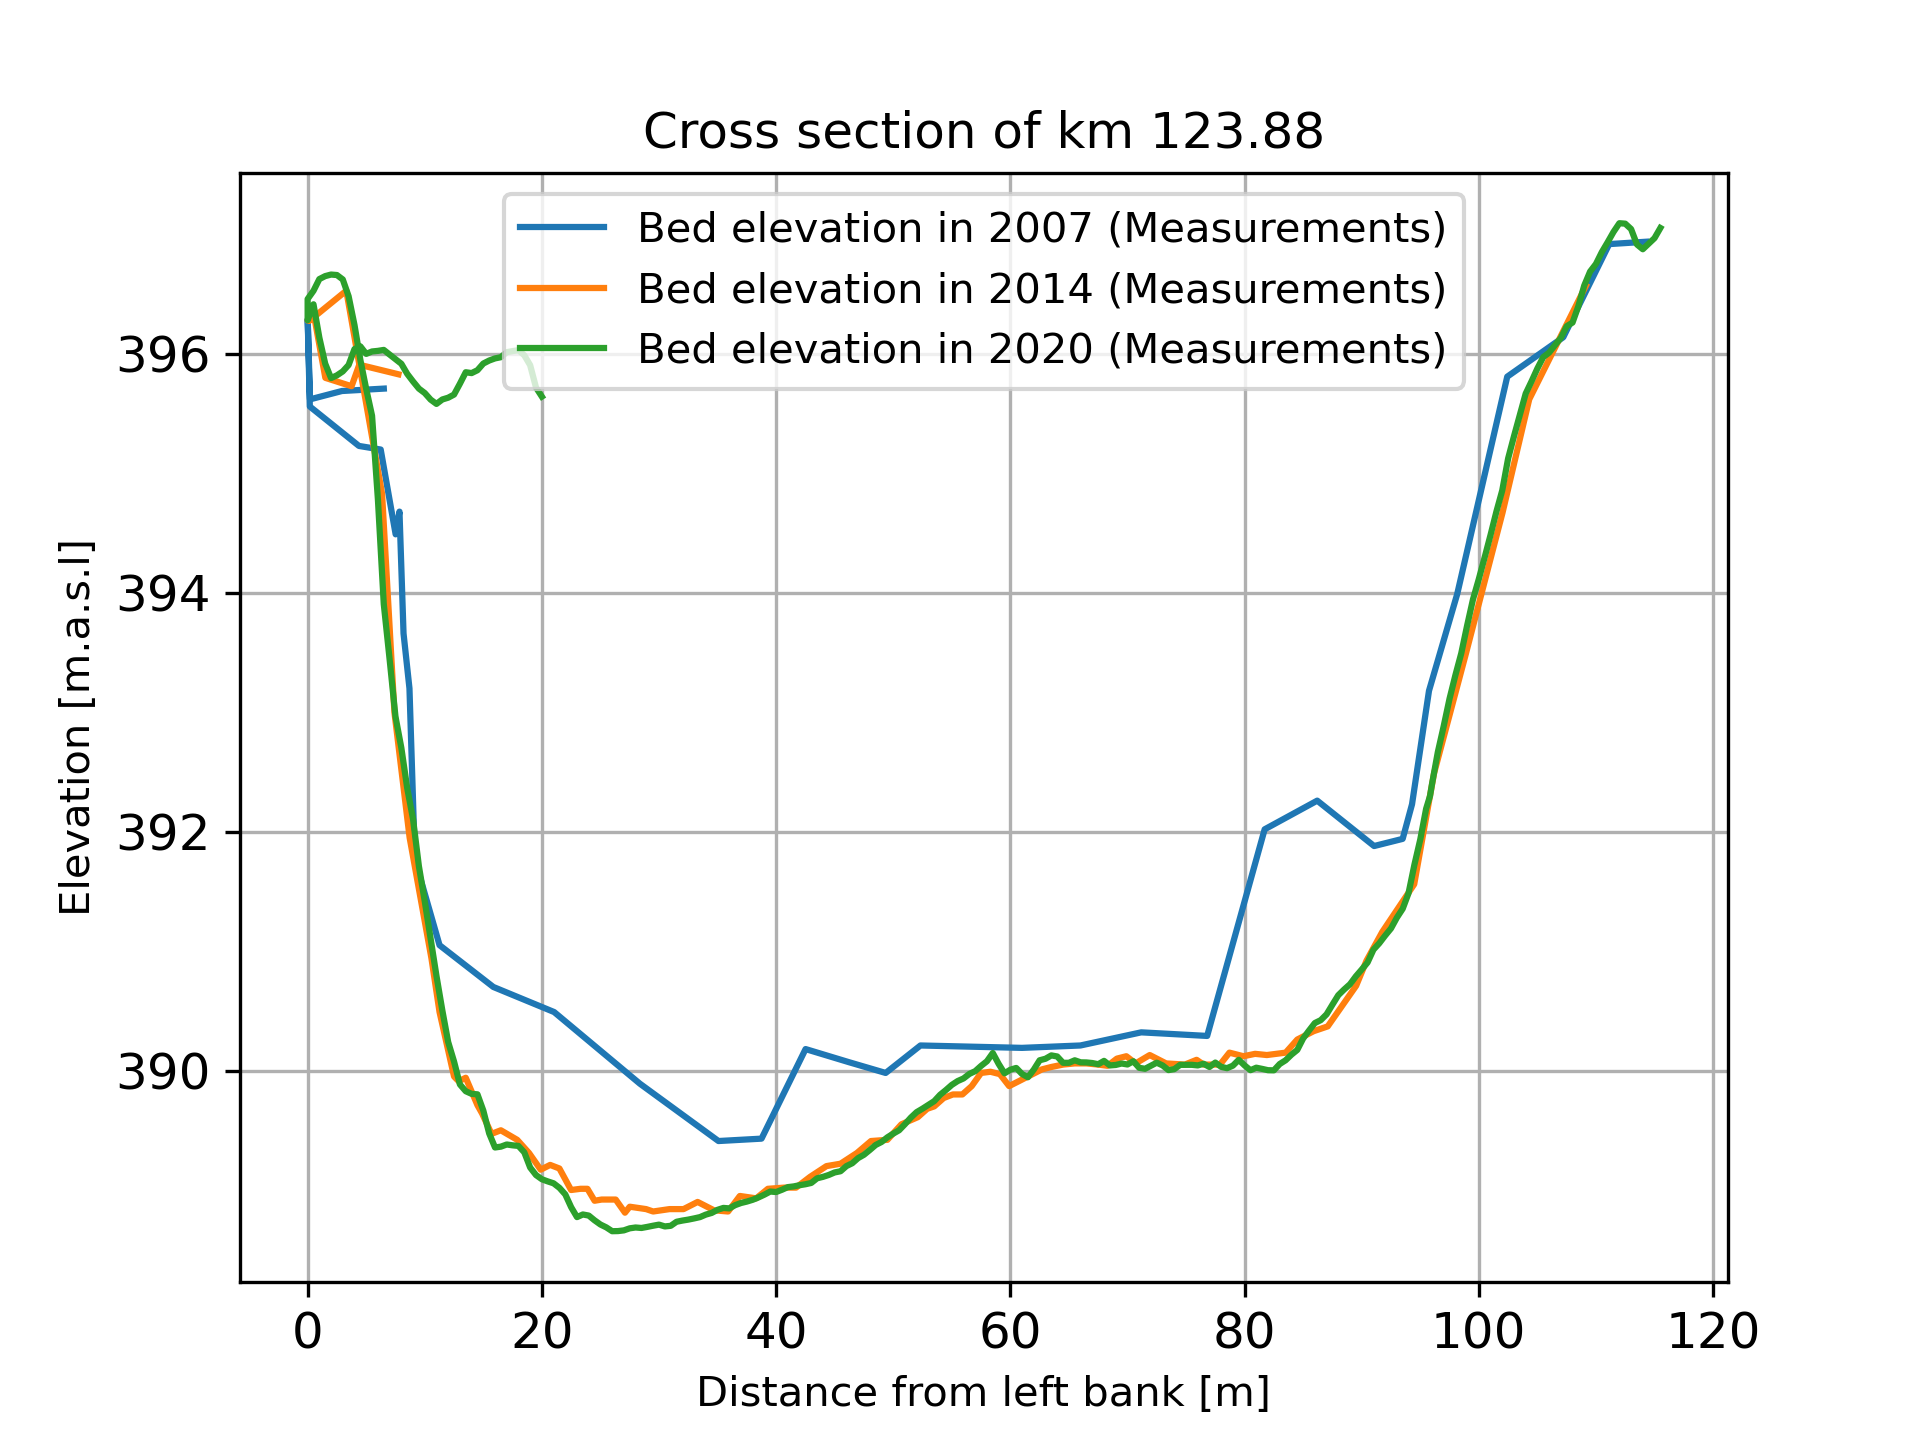 Cross section of km 123.88
Bed elevation in 2007 (Measurements)
Bed elevation in 2014 (Measurements)
Bed elevation in 2020 (Measurements)
Elevation [m.a.s.l]
396
394
392
390
0 20 40 60 80 100 120
Distance from left bank [m]